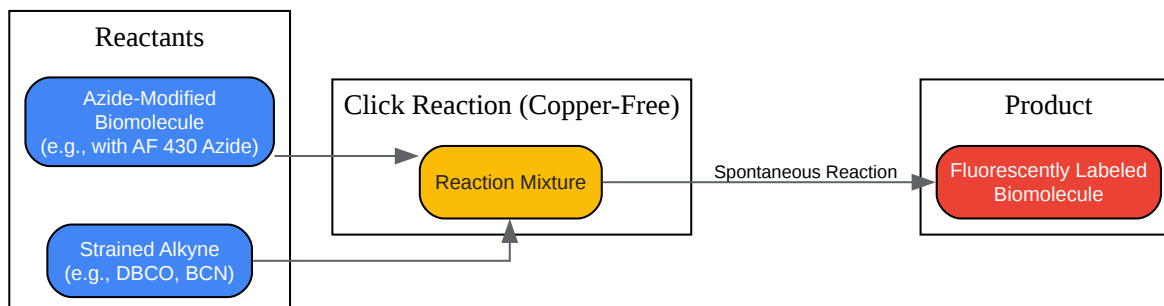 Reactants
Azide-Modified
Biomolecule
(e.g., with AF 430 Azide)
Strained Alkyne
(e.g., DBCO, BCN)
Click Reaction (Copper-Free)
Reaction Mixture
Spontaneous Reaction
Product
Fluorescently Labeled
Biomolecule